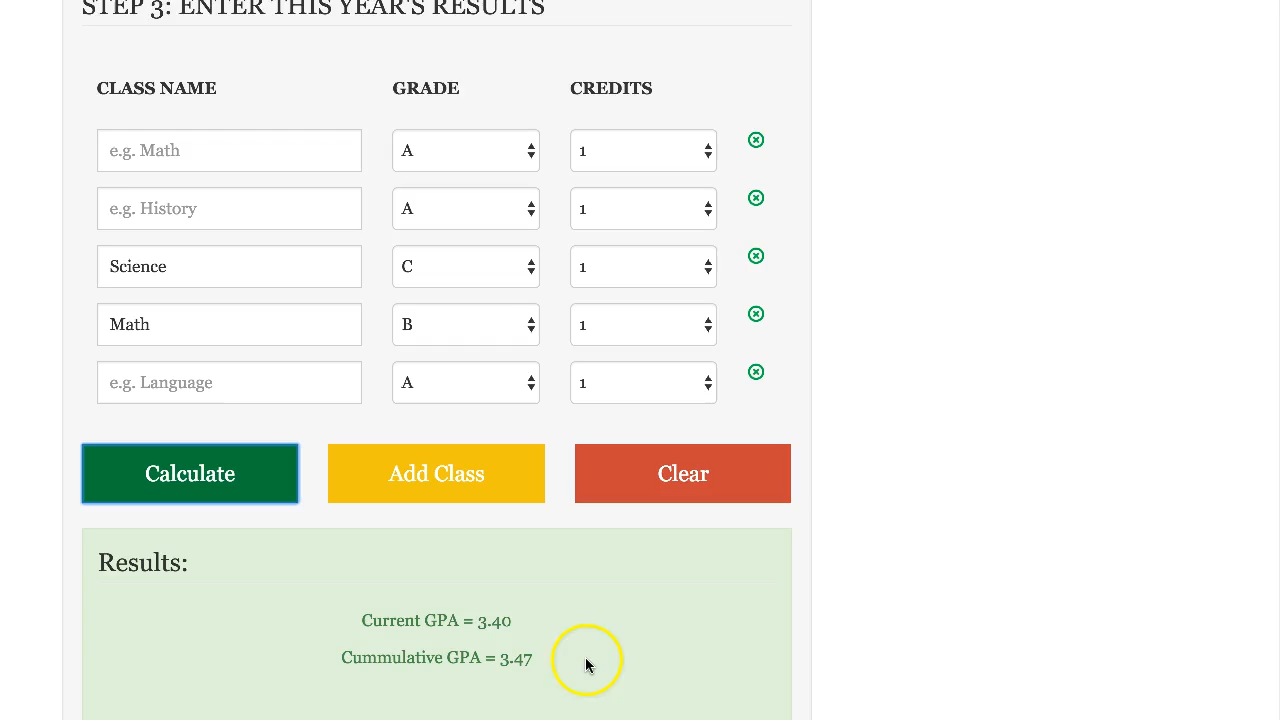 STEP 3: ENTER THIS YEAR'S RESULTS
CLASS NAME GRADE CREDITS
e.g. Math A 1
e.g. History A 1
Science C 1
Math B 1
e.g. Language A 1
Calculate Add Class Clear
Results:
Current GPA = 3.40
Cummulative GPA = 3.47